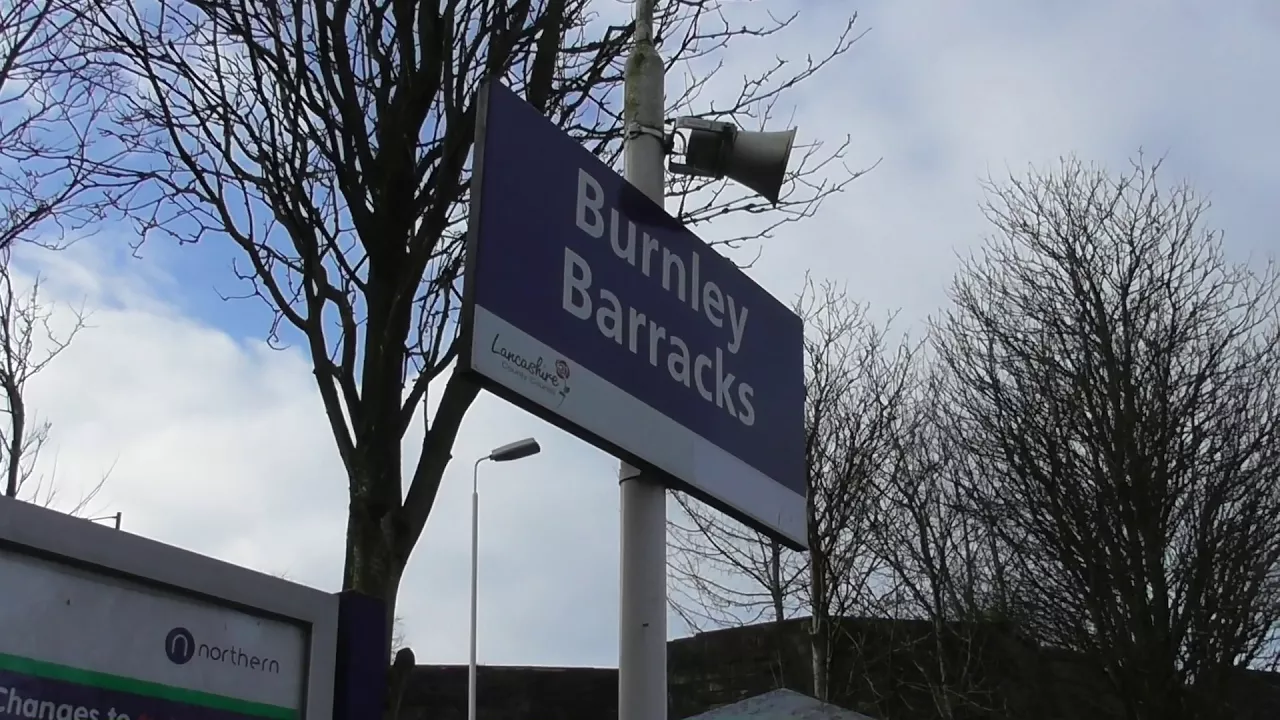 Burnley
Barracks
Lancashire
County Council
northern
Changes to